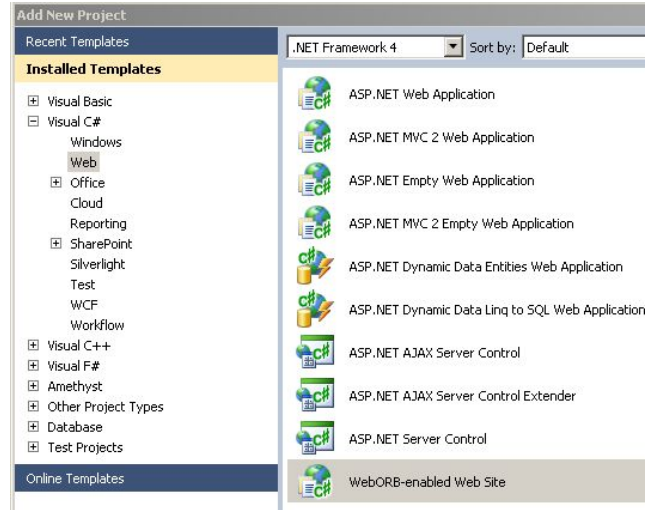 Add New Project
Recent Templates
Installed Templates
Visual Basic
Visual C#
Windows
Web
Office
Cloud
Reporting
SharePoint
Silverlight
Test
WCF
Workflow
Visual C++
Visual F#
Amethyst
Other Project Types
Database
Test Projects
Online Templates
.NET Framework 4 Sort by: Default
ASP.NET Web Application
ASP.NET MVC 2 Web Application
ASP.NET Empty Web Application
ASP.NET MVC 2 Empty Web Application
ASP.NET Dynamic Data Entities Web Application
ASP.NET Dynamic Data Linq to SQL Web Application
ASP.NET AJAX Server Control
ASP.NET AJAX Server Control Extender
ASP.NET Server Control
WebORB-enabled Web Site